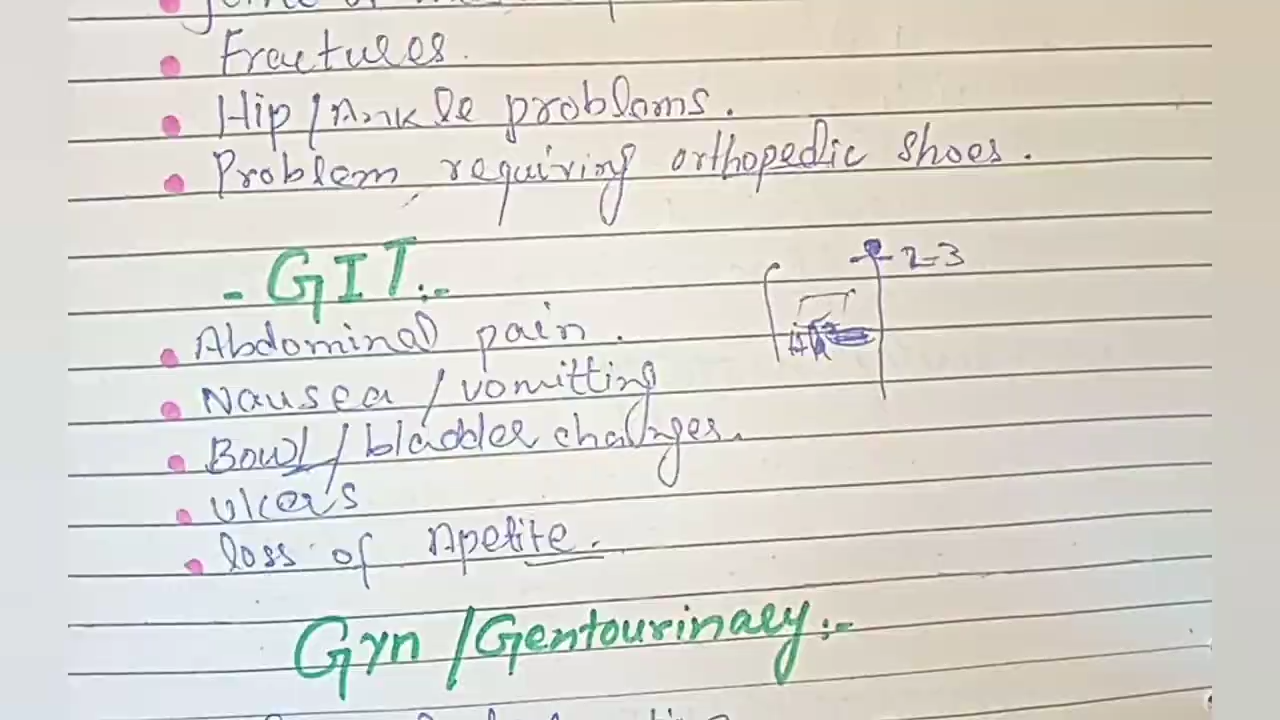 Fractures.
Hip/Ankle problems.
Problem requiring orthopedic shoes.
- GIT:-
2-3
Abdominal pain.
Nausea/vomitting
Bowl/bladder changes.
Ulcers
loss of Apetite.
Gyn/Gentourinary:-